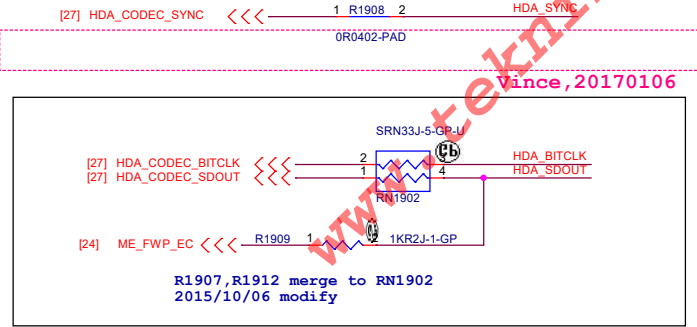 [27] HDA_CODEC_SYNC 1 R1908 2 HDA_SYNC
0R0402-PAD
Vince,20170106
SRN33J-5-GP-U
[27] HDA_CODEC_BITCLK 2 3 HDA_BITCLK
[27] HDA_CODEC_SDOUT 1 4 HDA_SDOUT
RN1902
[24] ME_FWP_EC R1909 1 2 1KR2J-1-GP
R1907,R1912 merge to RN1902
2015/10/06 modify
www.tekni